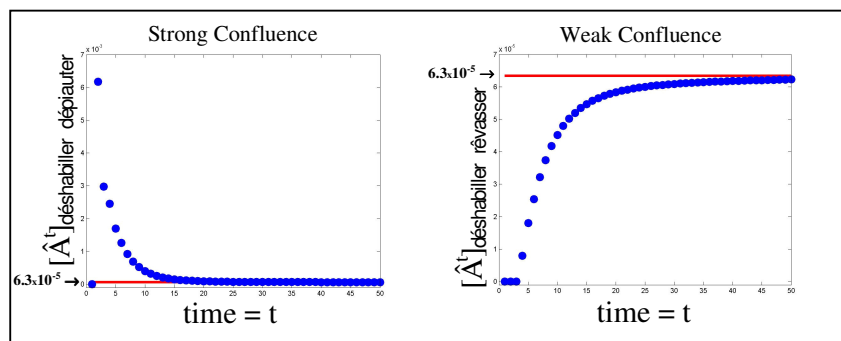 Strong Confluence
Weak Confluence
x 10⁻³
7
6
5
4
3
2
1
0
0 5 10 15 20 25 30 35 40 45 50
[Â^t]déshabiller dépiauter
6.3x10⁻⁵ →
time = t
x 10⁻⁵
7
6
5
4
3
2
1
0
0 5 10 15 20 25 30 35 40 45 50
[Â^t]déshabiller rêvasser
6.3x10⁻⁵ →
time = t